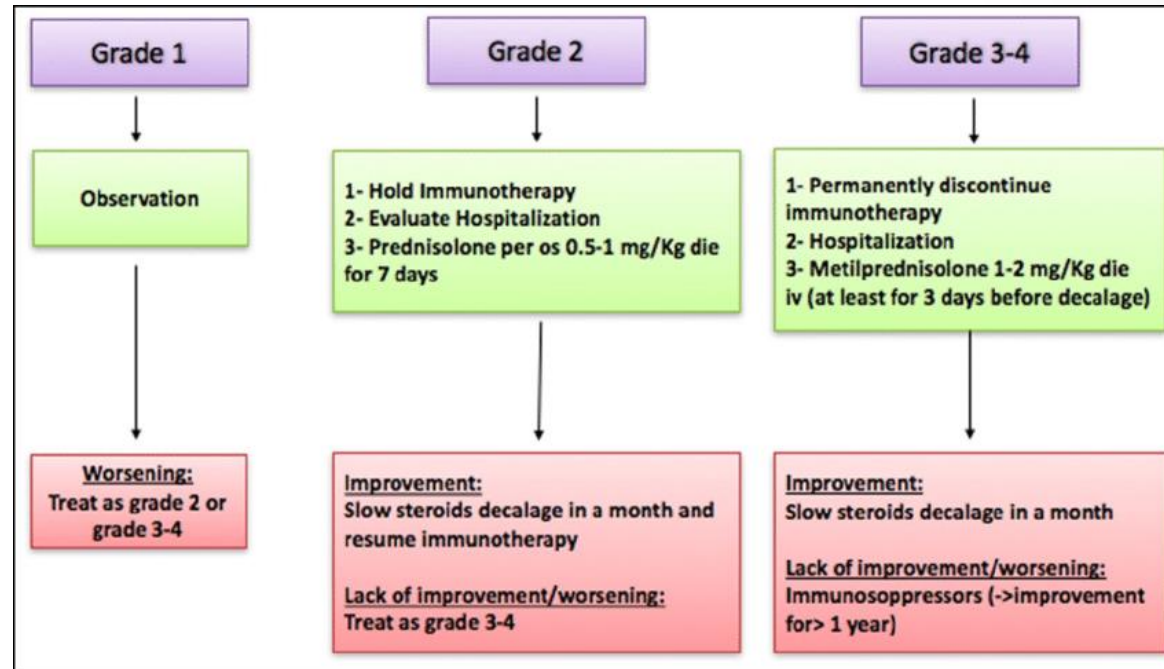 Grade 1
Observation
Worsening:
Treat as grade 2 or
grade 3-4
Grade 2
1- Hold Immunotherapy
2- Evaluate Hospitalization
3- Prednisolone per os 0.5-1 mg/Kg die
for 7 days
Improvement:
Slow steroids decalage in a month and
resume immunotherapy
Lack of improvement/worsening:
Treat as grade 3-4
Grade 3-4
1- Permanently discontinue
immunotherapy
2- Hospitalization
3- Metilprednisolone 1-2 mg/Kg die
iv (at least for 3 days before decalage)
Improvement:
Slow steroids decalage in a month
Lack of improvement/worsening:
Immunosoppressors (->improvement
for> 1 year)